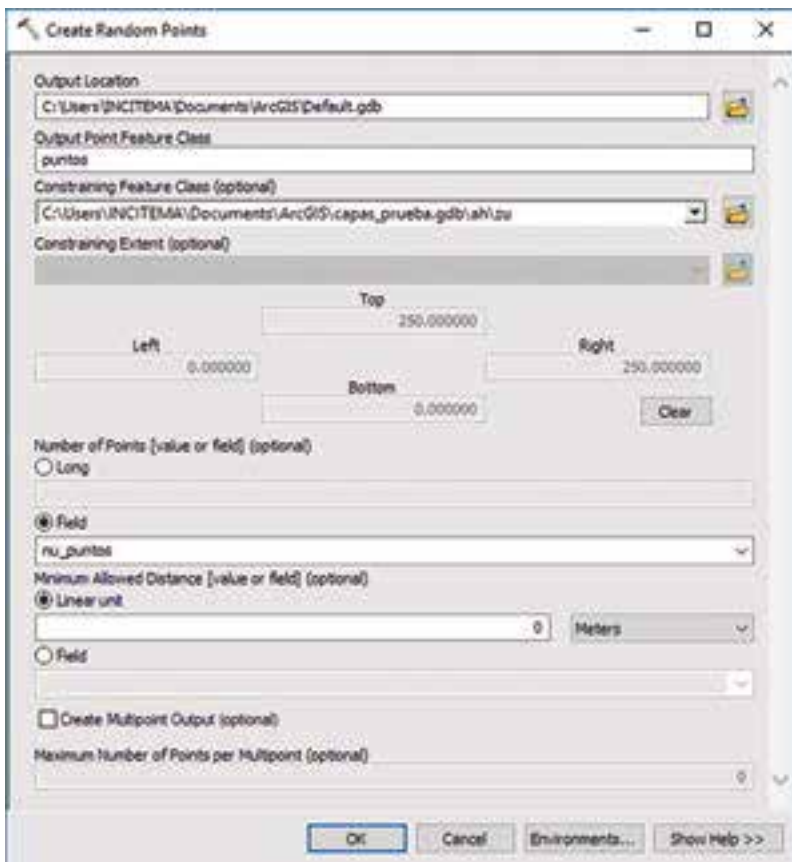 Create Random Points
Output Location
C:\Users\INCITEMA\Documents\ArcGIS\Default.gdb
Output Point Feature Class
puntos
Constraining Feature Class (optional)
C:\Users\INCITEMA\Documents\ArcGIS\capas_prueba.gdb\ah\zu
Constraining Extent (optional)
Top
250.000000
Left
Right
0.000000
250.000000
Bottom
0.000000
Clear
Number of Points [value or field] (optional)
Long
Field
nu_puntos
Minimum Allowed Distance [value or field] (optional)
Linear unit
0 Meters
Field
Create Multipoint Output (optional)
Maximum Number of Points per Multipoint (optional)
0
OK Cancel Environments... Show Help >>